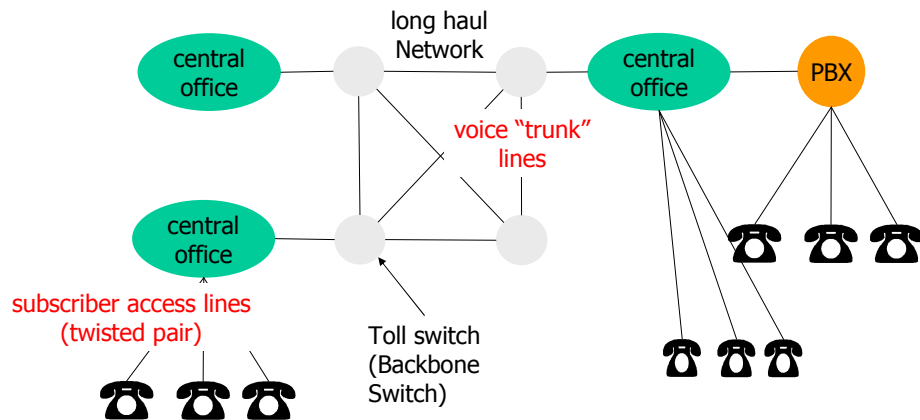 long haul
Network
central
office
central
office
PBX
voice “trunk”
lines
central
office
subscriber access lines
(twisted pair)
Toll switch
(Backbone
Switch)